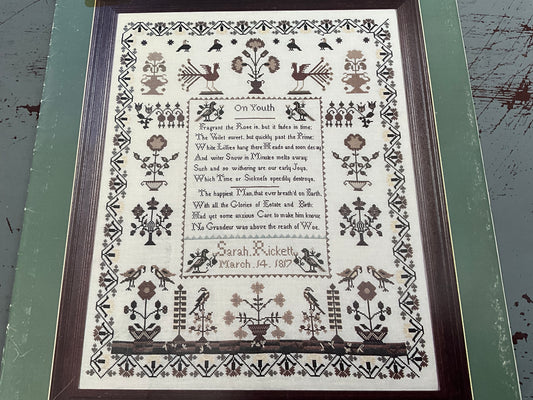 On Youth
Fragrant the Rose is, but it fades in time;
The Violet sweet, but quickly past the Prime;
White Lillies hang there Heads and soon decay
And winter Snow in Minutes melts away:
Such and so withering are our early Joys,
Which Time or Sickness speedily destroys.
The happiest Man, that ever breath'd on Earth,
With all the Glories of Estate and Birth;
Had yet some anxious Care to make him know;
No Grandeur was above the reach of Woe.
Sarah Rickett
March 14 1817